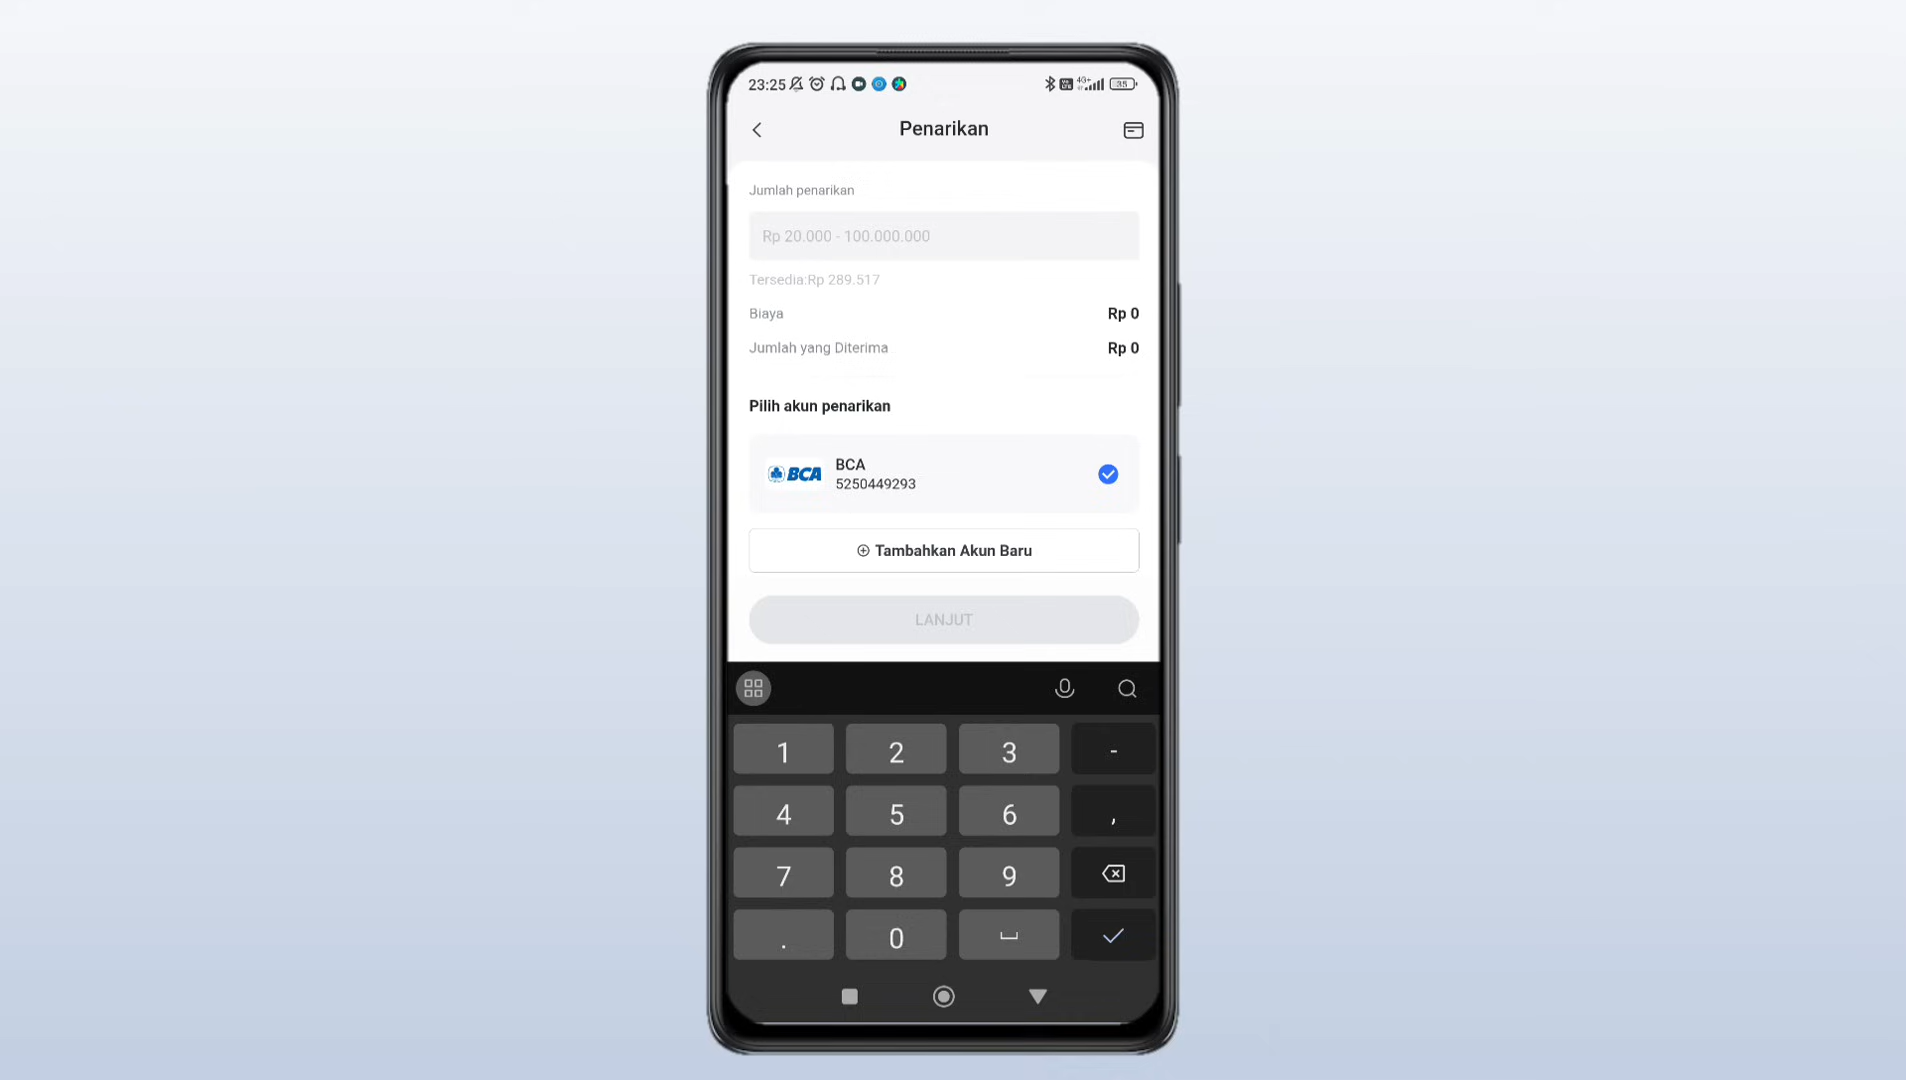 23:25
4G+
35
Penarikan
Jumlah penarikan
Rp 20.000 - 100.000.000
Tersedia:Rp 289.517
Biaya
Rp 0
Jumlah yang Diterima
Rp 0
Pilih akun penarikan
BCA
BCA
5250449293
Tambahkan Akun Baru
LANJUT
1 2 3 -
4 5 6 ,
7 8 9
. 0